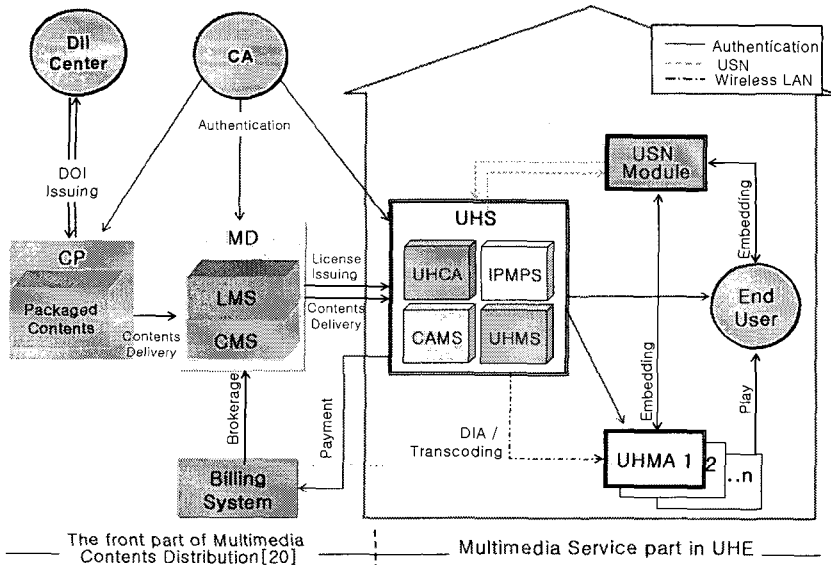 DII
Center
CA
Authentication
USN
Wireless LAN
Authentication
DOI
Issuing
USN
Module
UHS
Embedding
CP
Packaged
Contents
MD
LMS
CMS
License
Issuing
Contents
Delivery
UHCA
IPMPS
CAMS
UHMS
End
User
Contents
Delivery
Brokerage
Payment
DIA /
Transcoding
Embedding
Play
Billing
System
UHMA 1
2
..n
The front part of Multimedia
Contents Distribution[20]
Multimedia Service part in UHE